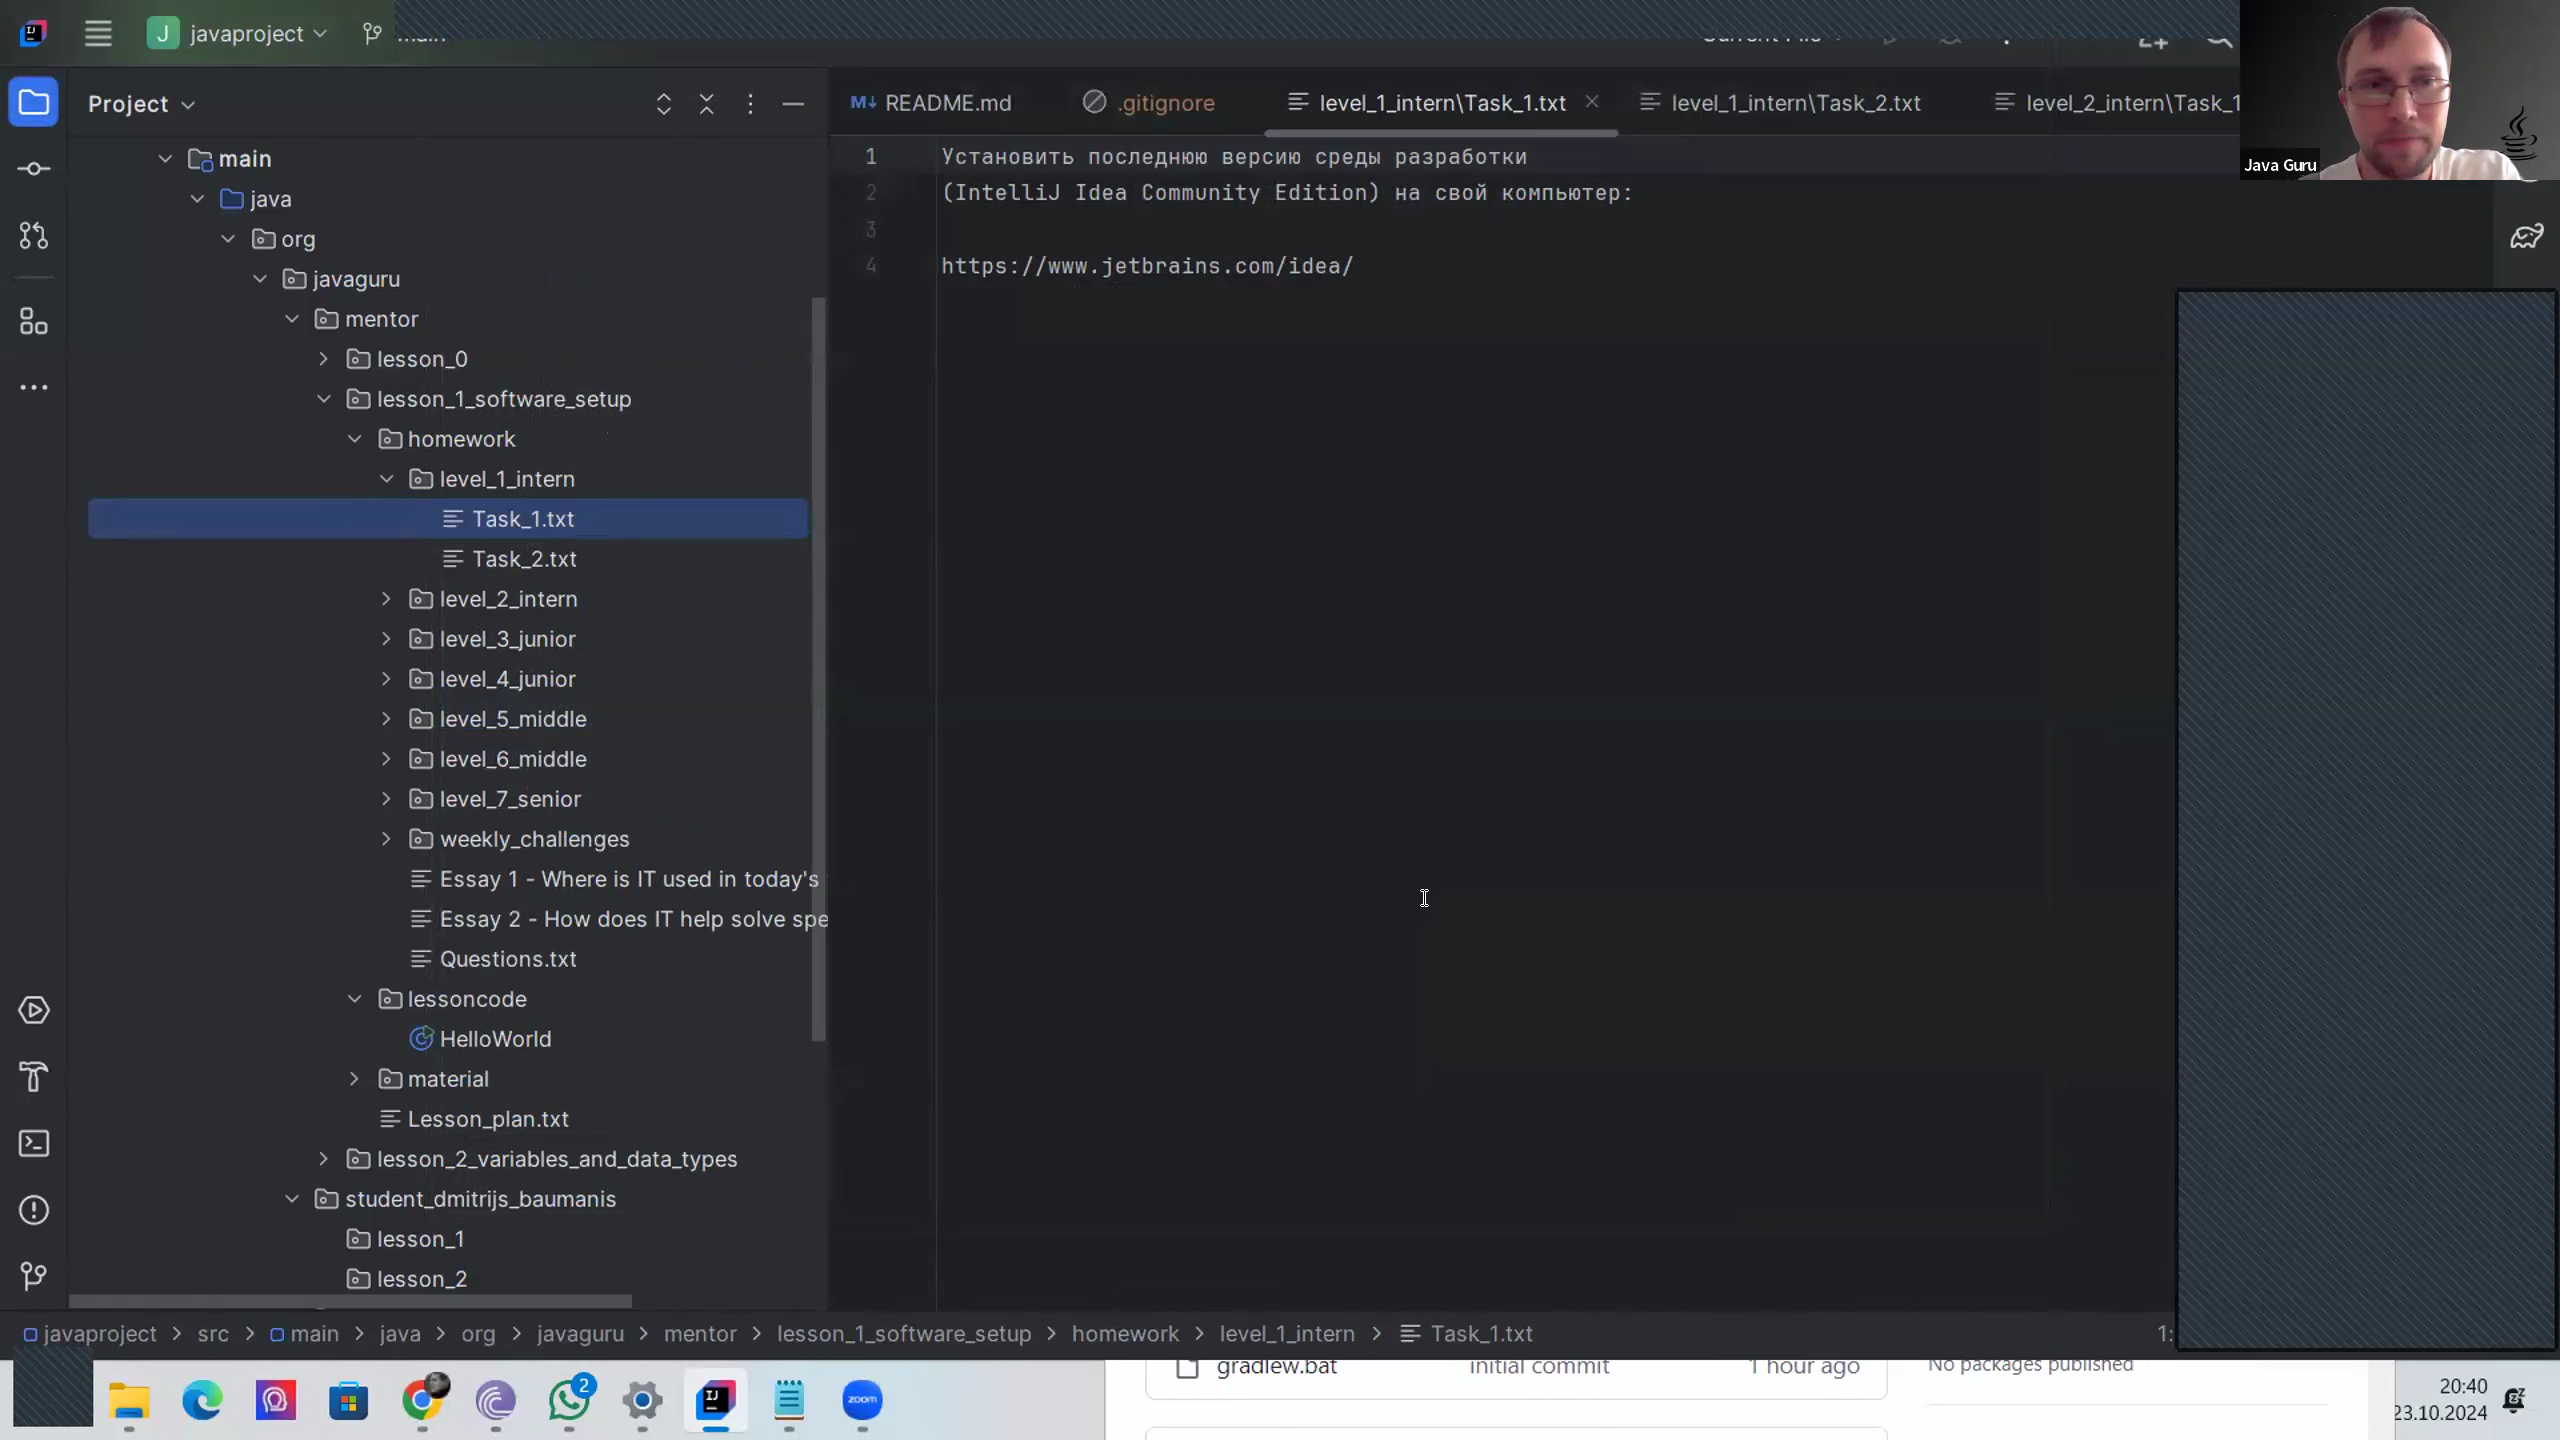 javaproject
main
Java Guru
Project
README.md
.gitignore
level_1_intern\Task_1.txt
level_1_intern\Task_2.txt
level_2_intern\Task_1
main
java
org
javaguru
mentor
lesson_0
lesson_1_software_setup
homework
level_1_intern
Task_1.txt
Task_2.txt
level_2_intern
level_3_junior
level_4_junior
level_5_middle
level_6_middle
level_7_senior
weekly_challenges
Essay 1 - Where is IT used in today's
Essay 2 - How does IT help solve spe
Questions.txt
lessoncode
HelloWorld
material
Lesson_plan.txt
lesson_2_variables_and_data_types
student_dmitrijs_baumanis
lesson_1
lesson_2
1 Установить последнюю версию среды разработки
2 (IntelliJ Idea Community Edition) на свой компьютер:
3
4 https://www.jetbrains.com/idea/
javaproject > src > main > java > org > javaguru > mentor > lesson_1_software_setup > homework > level_1_intern > Task_1.txt 1:
gradlew.bat initial commit 1 hour ago
No packages published
2
zoom
20:40
23.10.2024